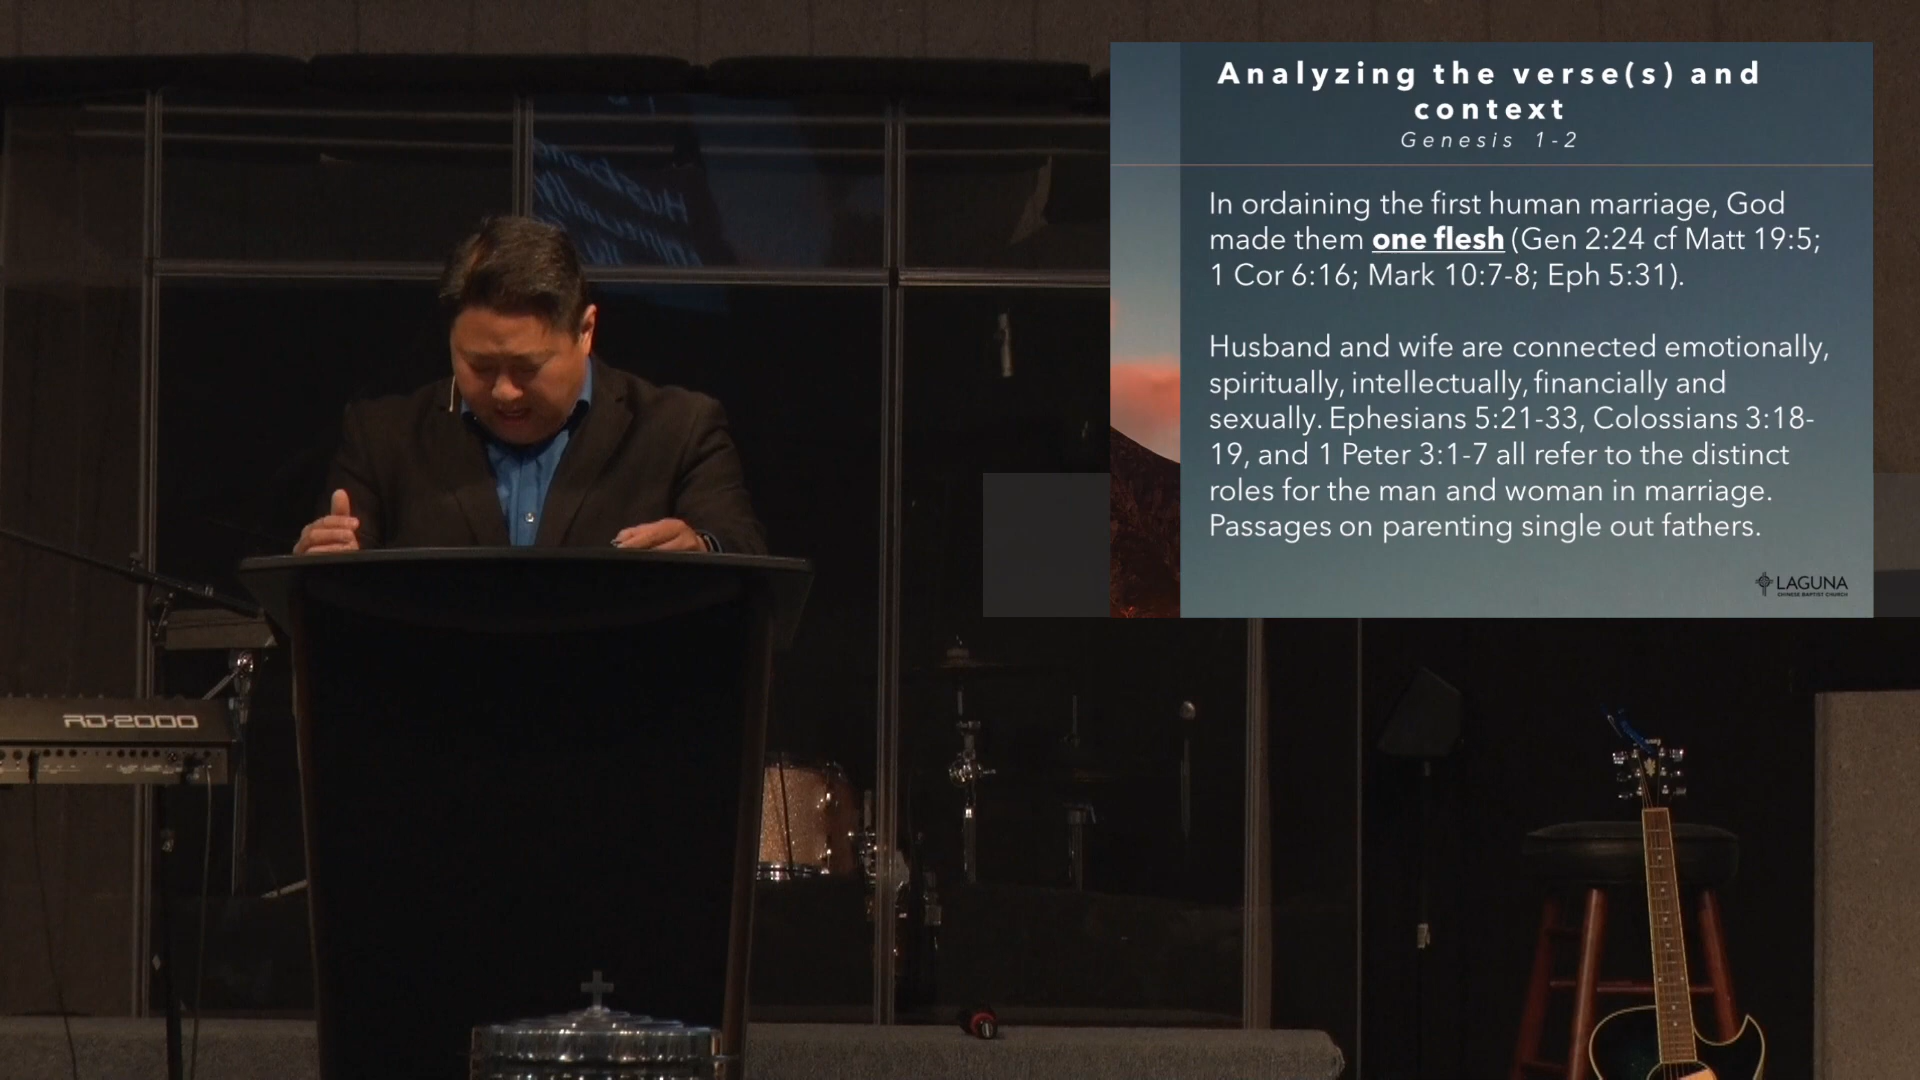 Analyzing the verse(s) and
context
Genesis 1-2
In ordaining the first human marriage, God
made them one flesh (Gen 2:24 cf Matt 19:5;
1 Cor 6:16; Mark 10:7-8; Eph 5:31).
Husband and wife are connected emotionally,
spiritually, intellectually, financially and
sexually. Ephesians 5:21-33, Colossians 3:18-
19, and 1 Peter 3:1-7 all refer to the distinct
roles for the man and woman in marriage.
Passages on parenting single out fathers.
LAGUNA
CHINESE BAPTIST CHURCH
RD-2000